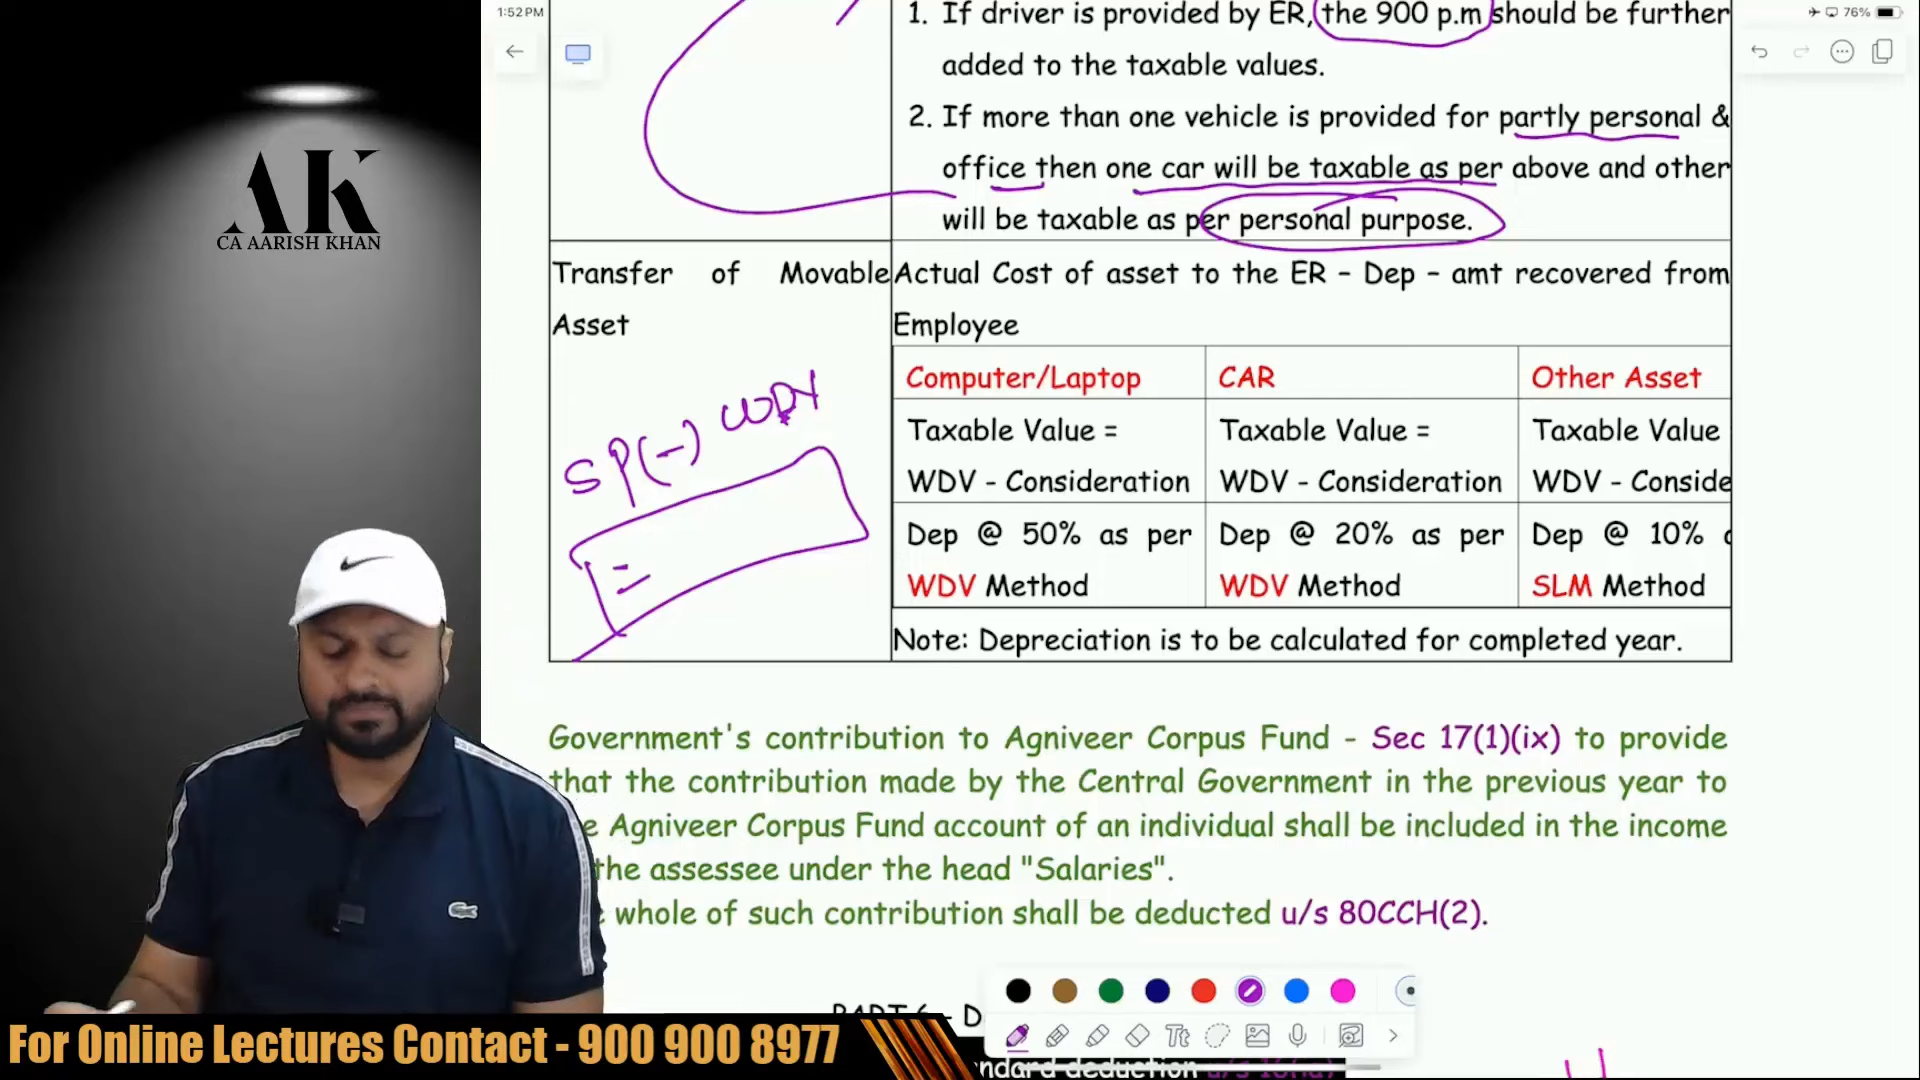 1:52PM
76%
1. If driver is provided by ER, the 900 p.m should be further
added to the taxable values.
2. If more than one vehicle is provided for partly personal &
office then one car will be taxable as per above and other
will be taxable as per personal purpose.
AK
CA AARISH KHAN
Transfer of Movable
Asset
Actual Cost of asset to the ER – Dep – amt recovered from
Employee
SP(-) WDV
=
Computer/Laptop
CAR
Other Asset
Taxable Value =
WDV - Consideration
Taxable Value =
WDV - Consideration
Taxable Value
WDV - Conside
Dep @ 50% as per
WDV Method
Dep @ 20% as per
WDV Method
Dep @ 10%
SLM Method
Note: Depreciation is to be calculated for completed year.
Government's contribution to Agniveer Corpus Fund - Sec 17(1)(ix) to provide
that the contribution made by the Central Government in the previous year to
e Agniveer Corpus Fund account of an individual shall be included in the income
the assessee under the head "Salaries".
whole of such contribution shall be deducted u/s 80CCH(2).
Tt
For Online Lectures Contact - 900 900 8977
ndard deduction